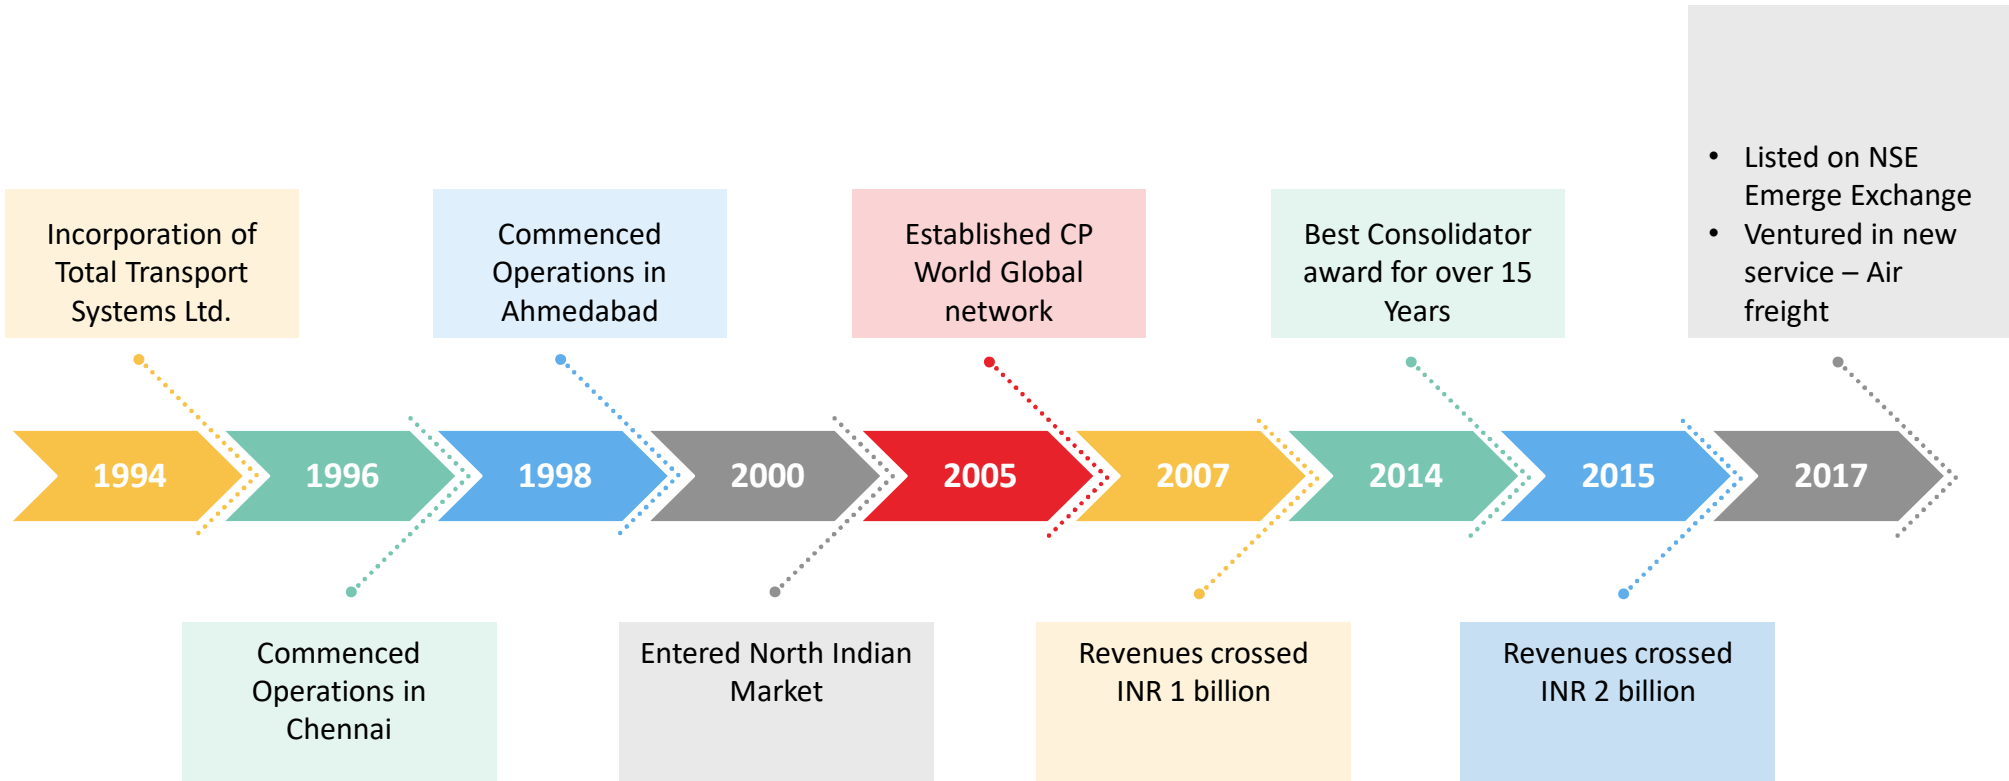 • Listed on NSE
Emerge Exchange
• Ventured in new
service – Air
freight
Incorporation of
Total Transport
Systems Ltd.
Commenced
Operations in
Ahmedabad
Established CP
World Global
network
Best Consolidator
award for over 15
Years
1994
1996
1998
2000
2005
2007
2014
2015
2017
Commenced
Operations in
Chennai
Entered North Indian
Market
Revenues crossed
INR 1 billion
Revenues crossed
INR 2 billion